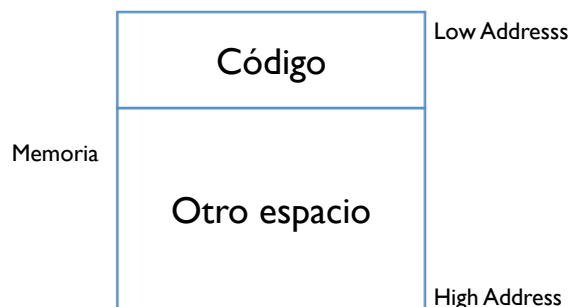 Low Addresss
Código
Memoria
Otro espacio
High Address